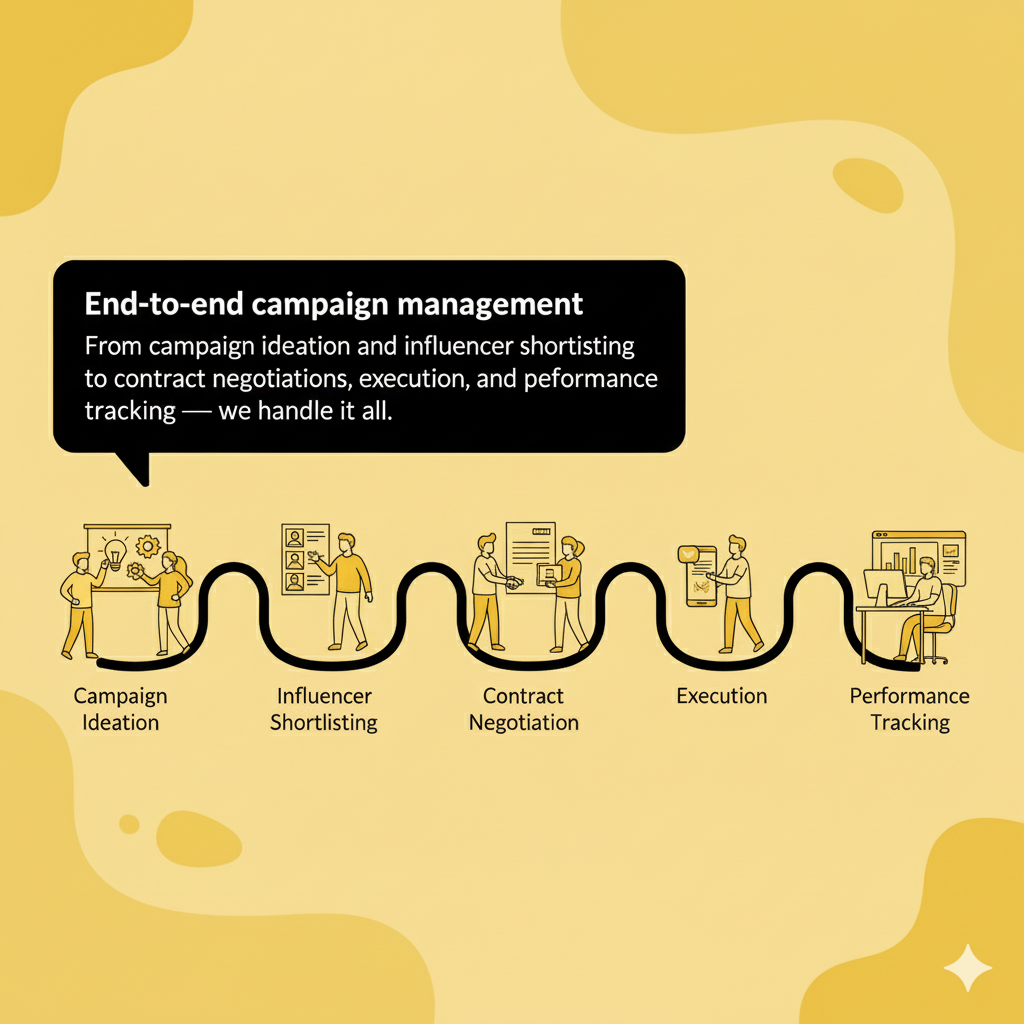 End-to-end campaign management
From campaign ideation and influencer shortisting
to contract negotiations, execution, and peformance
tracking — we handle it all.
Campaign
Ideation
Influencer
Shortlisting
Contract
Negotiation
Execution
Performance
Tracking